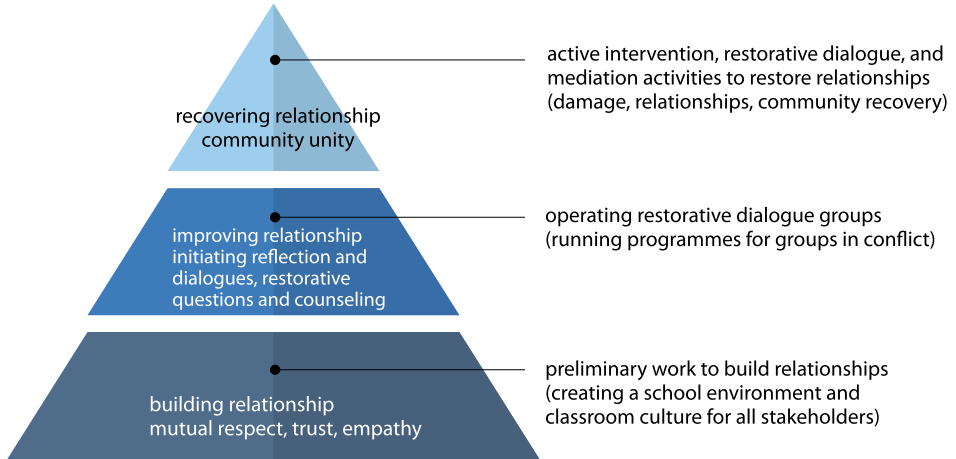 active intervention, restorative dialogue, and
mediation activities to restore relationships
(damage, relationships, community recovery)
recovering relationship
community unity
operating restorative dialogue groups
(running programmes for groups in conflict)
improving relationship
initiating reflection and
dialogues, restorative
questions and counseling
preliminary work to build relationships
(creating a school environment and
classroom culture for all stakeholders)
building relationship
mutual respect, trust, empathy